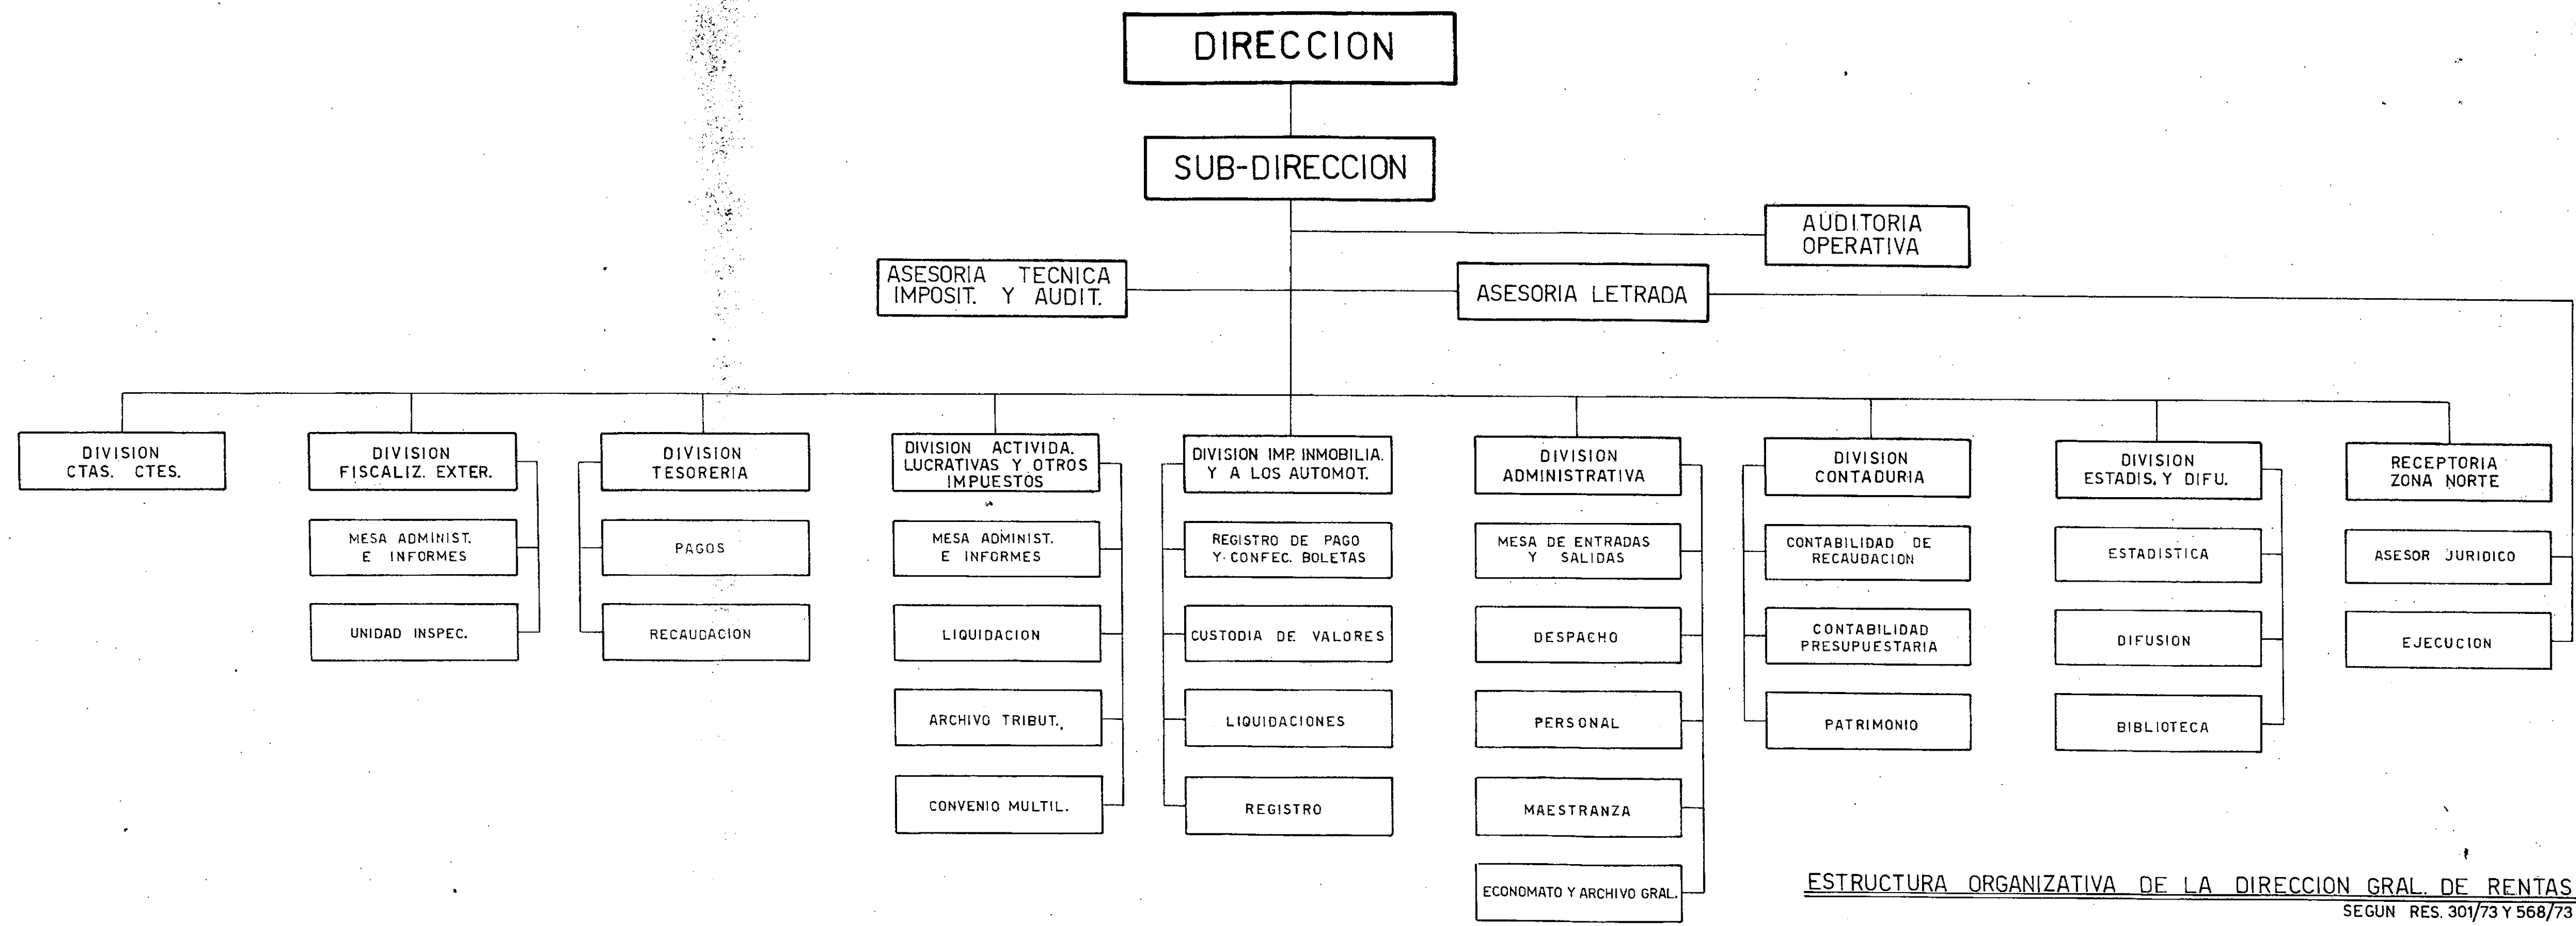 DIRECCION
SUB-DIRECCION
AUDITORIA
OPERATIVA
ASESORIA TECNICA
IMPOSIT. Y AUDIT.
ASESORIA LETRADA
DIVISION
CTAS. CTES.
DIVISION
FISCALIZ. EXTER.
DIVISION
TESORERIA
DIVISION ACTIVIDA.
LUCRATIVAS Y OTROS
IMPUESTOS
DIVISION IMP. INMOBILIA.
Y A LOS AUTOMOT.
DIVISION
ADMINISTRATIVA
DIVISION
CONTADURIA
DIVISION
ESTADIS. Y DIFU.
RECEPTORIA
ZONA NORTE
MESA ADMINIST.
E INFORMES
PAGOS
MESA ADMINIST.
E INFORMES
REGISTRO DE PAGO
Y CONFEC. BOLETAS
MESA DE ENTRADAS
Y SALIDAS
CONTABILIDAD DE
RECAUDACION
ESTADISTICA
ASESOR JURIDICO
UNIDAD INSPEC.
RECAUDACION
LIQUIDACION
CUSTODIA DE VALORES
DESPACHO
CONTABILIDAD
PRESUPUESTARIA
DIFUSION
EJECUCION
ARCHIVO TRIBUT.
LIQUIDACIONES
PERSONAL
PATRIMONIO
BIBLIOTECA
CONVENIO MULTIL.
REGISTRO
MAESTRANZA
ECONOMATO Y ARCHIVO GRAL.
ESTRUCTURA ORGANIZATIVA DE LA DIRECCION GRAL. DE RENTAS
SEGUN RES. 301/73 Y 568/73